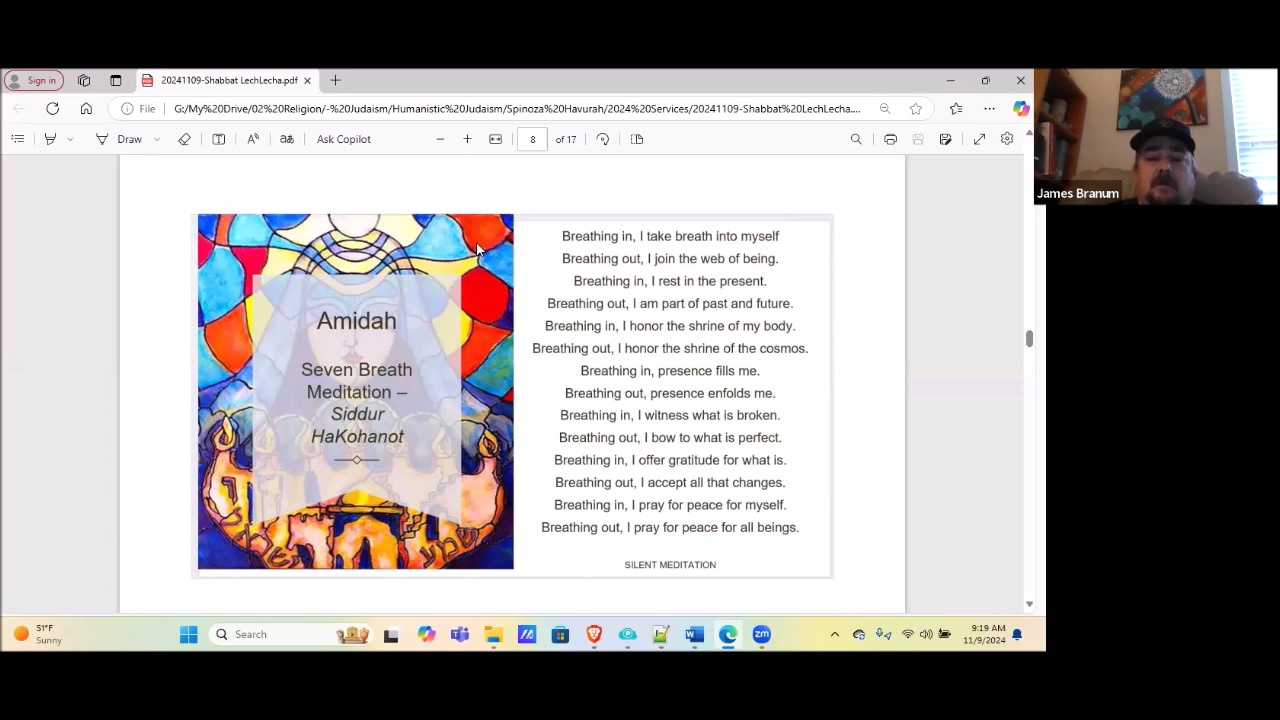 Sign in
20241109-Shabbat LechLecha.pdf
File
G:/My%20Drive/02%20Religion/-%20Judaism/Humanistic%20Judaism/Spinoza%20Havurah/2024%20Services/20241109-Shabbat%20LechLecha....
Draw
Ask Copilot
8 of 17
James Branum
Amidah
Seven Breath
Meditation –
Siddur
HaKohanot
Breathing in, I take breath into myself
Breathing out, I join the web of being.
Breathing in, I rest in the present.
Breathing out, I am part of past and future.
Breathing in, I honor the shrine of my body.
Breathing out, I honor the shrine of the cosmos.
Breathing in, presence fills me.
Breathing out, presence enfolds me.
Breathing in, I witness what is broken.
Breathing out, I bow to what is perfect.
Breathing in, I offer gratitude for what is.
Breathing out, I accept all that changes.
Breathing in, I pray for peace for myself.
Breathing out, I pray for peace for all beings.
SILENT MEDITATION
שמע
ישראל
51°F
Sunny
Search
zm
9:19 AM
11/9/2024